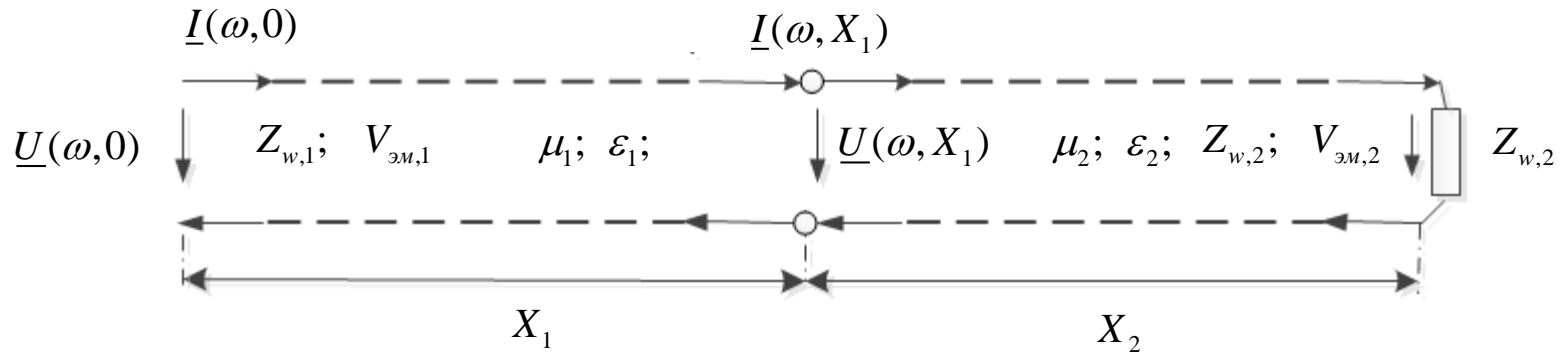 I(ω,0) I(ω, X₁)
U(ω,0) Z_{w,1}; V_{эм,1} μ₁; ε₁; U(ω, X₁) μ₂; ε₂; Z_{w,2}; V_{эм,2} Z_{w,2}
X₁ X₂